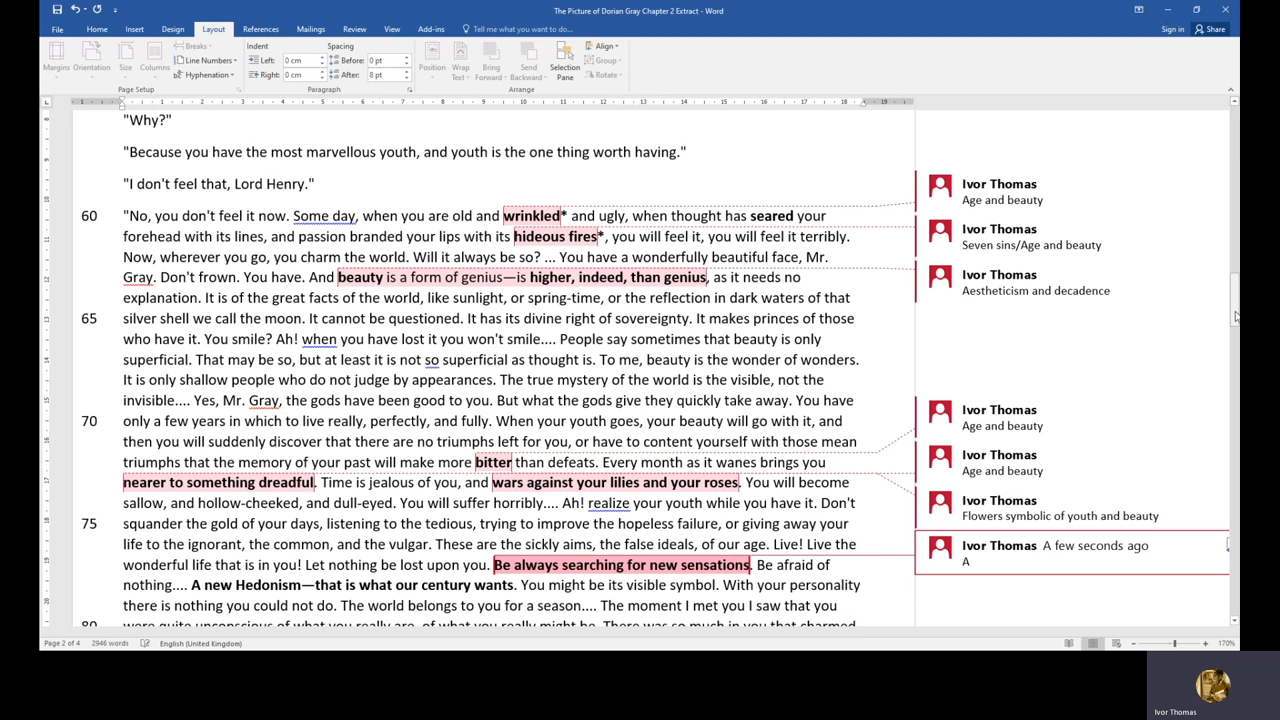 The Picture of Dorian Gray Chapter 2 Extract - Word
File Home Insert Design Layout References Mailings Review View Add-ins Tell me what you want to do... Sign in Share
Margins Orientation Size Columns Breaks Line Numbers Hyphenation
Page Setup
Indent Spacing
Left: 0 cm Before: 0 pt
Right: 0 cm After: 8 pt
Paragraph
Position Wrap Text Bring Forward Send Backward Selection Pane Align Group Rotate
Arrange
"Why?"
"Because you have the most marvellous youth, and youth is the one thing worth having."
"I don't feel that, Lord Henry."
60 "No, you don't feel it now. Some day, when you are old and wrinkled* and ugly, when thought has seared your
forehead with its lines, and passion branded your lips with its hideous fires*, you will feel it, you will feel it terribly.
Now, wherever you go, you charm the world. Will it always be so? ... You have a wonderfully beautiful face, Mr.
Gray. Don't frown. You have. And beauty is a form of genius—is higher, indeed, than genius, as it needs no
explanation. It is of the great facts of the world, like sunlight, or spring-time, or the reflection in dark waters of that
65 silver shell we call the moon. It cannot be questioned. It has its divine right of sovereignty. It makes princes of those
who have it. You smile? Ah! when you have lost it you won't smile.... People say sometimes that beauty is only
superficial. That may be so, but at least it is not so superficial as thought is. To me, beauty is the wonder of wonders.
It is only shallow people who do not judge by appearances. The true mystery of the world is the visible, not the
invisible.... Yes, Mr. Gray, the gods have been good to you. But what the gods give they quickly take away. You have
70 only a few years in which to live really, perfectly, and fully. When your youth goes, your beauty will go with it, and
then you will suddenly discover that there are no triumphs left for you, or have to content yourself with those mean
triumphs that the memory of your past will make more bitter than defeats. Every month as it wanes brings you
nearer to something dreadful. Time is jealous of you, and wars against your lilies and your roses. You will become
sallow, and hollow-cheeked, and dull-eyed. You will suffer horribly.... Ah! realize your youth while you have it. Don't
75 squander the gold of your days, listening to the tedious, trying to improve the hopeless failure, or giving away your
life to the ignorant, the common, and the vulgar. These are the sickly aims, the false ideals, of our age. Live! Live the
wonderful life that is in you! Let nothing be lost upon you. Be always searching for new sensations. Be afraid of
nothing.... A new Hedonism—that is what our century wants. You might be its visible symbol. With your personality
there is nothing you could not do. The world belongs to you for a season.... The moment I met you I saw that you
80 were quite unconscious of what you really are, of what you really might be. There was so much in you that charmed
Ivor Thomas
Age and beauty
Ivor Thomas
Seven sins/Age and beauty
Ivor Thomas
Aestheticism and decadence
Ivor Thomas
Age and beauty
Ivor Thomas
Age and beauty
Ivor Thomas
Flowers symbolic of youth and beauty
Ivor Thomas A few seconds ago
A
Page 2 of 4 2946 words English (United Kingdom) 170%
Ivor Thomas